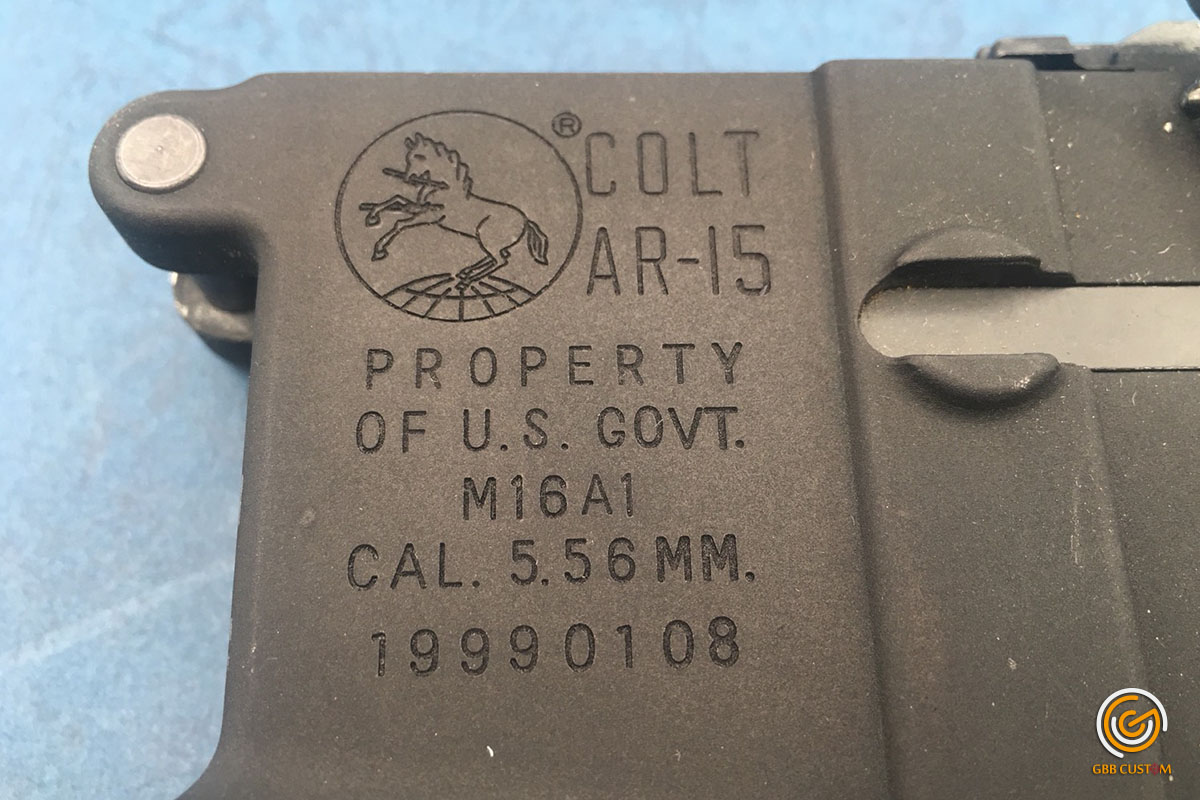 ® COLT
AR-15
PROPERTY
OF U.S. GOVT.
M16A1
CAL. 5.56MM.
19990108
GBB CUSTOM